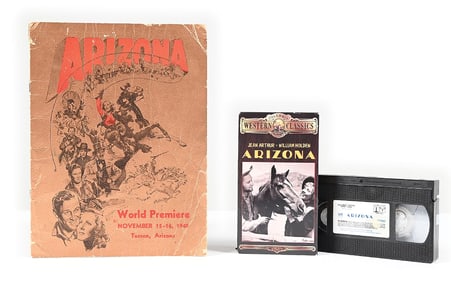 ARIZONA
World Premiere
NOVEMBER 15-16, 1940
Tucson, Arizona
WESTERN CLASSICS
JEAN ARTHUR - WILLIAM HOLDEN
ARIZONA
ARIZONA